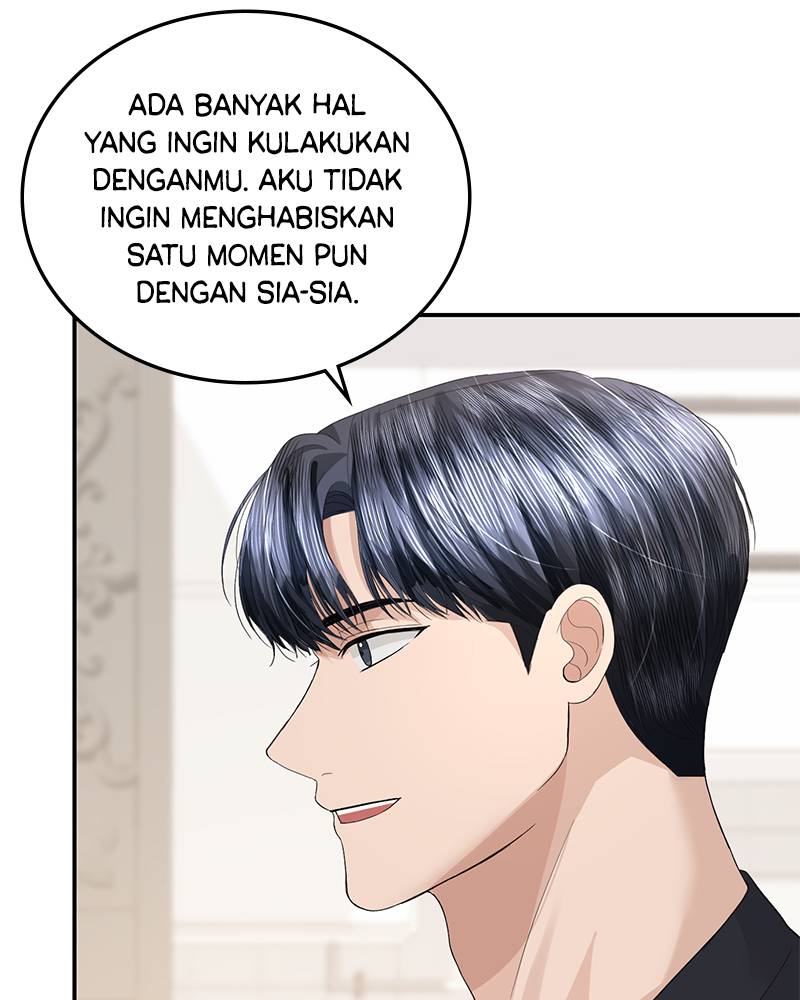 ADA BANYAK HAL
YANG INGIN KULAKUKAN
DENGANMU. AKU TIDAK
INGIN MENGHABISKAN
SATU MOMEN PUN
DENGAN SIA-SIA.